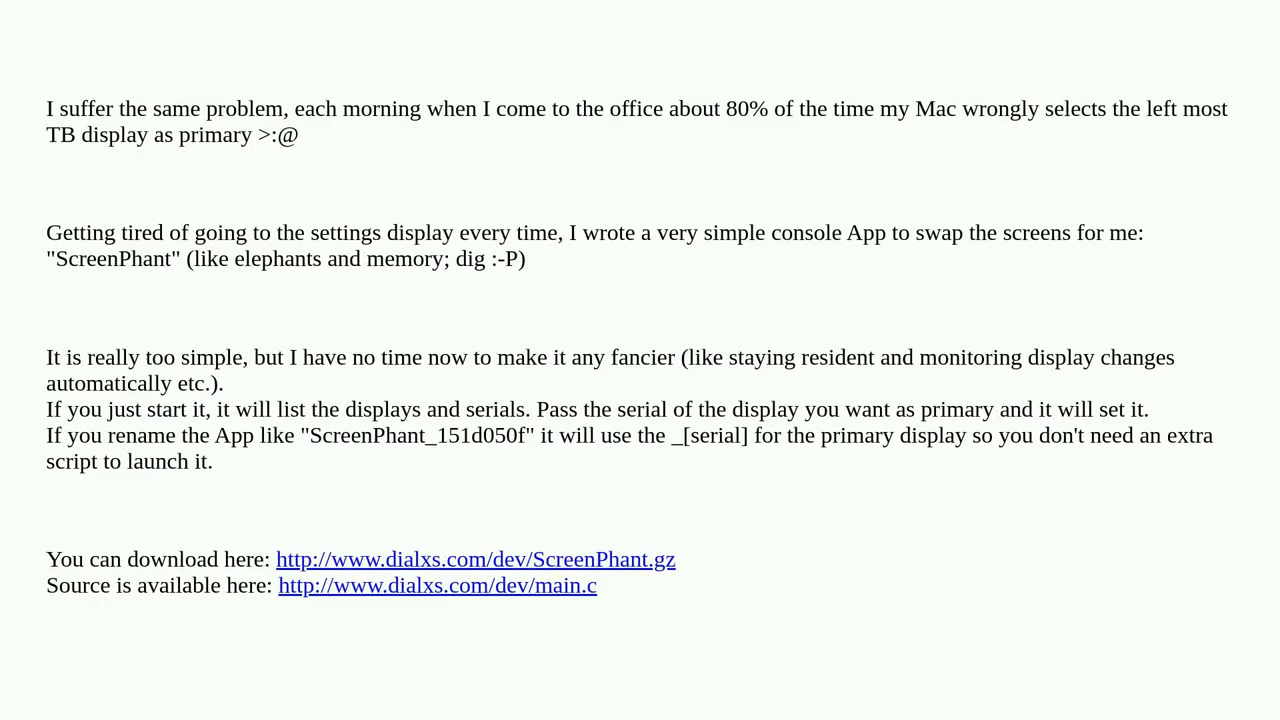 I suffer the same problem, each morning when I come to the office about 80% of the time my Mac wrongly selects the left most
TB display as primary >:@
Getting tired of going to the settings display every time, I wrote a very simple console App to swap the screens for me:
"ScreenPhant" (like elephants and memory; dig :-P)
It is really too simple, but I have no time now to make it any fancier (like staying resident and monitoring display changes
automatically etc.).
If you just start it, it will list the displays and serials. Pass the serial of the display you want as primary and it will set it.
If you rename the App like "ScreenPhant_151d050f" it will use the _[serial] for the primary display so you don't need an extra
script to launch it.
You can download here: http://www.dialxs.com/dev/ScreenPhant.gz
Source is available here: http://www.dialxs.com/dev/main.c